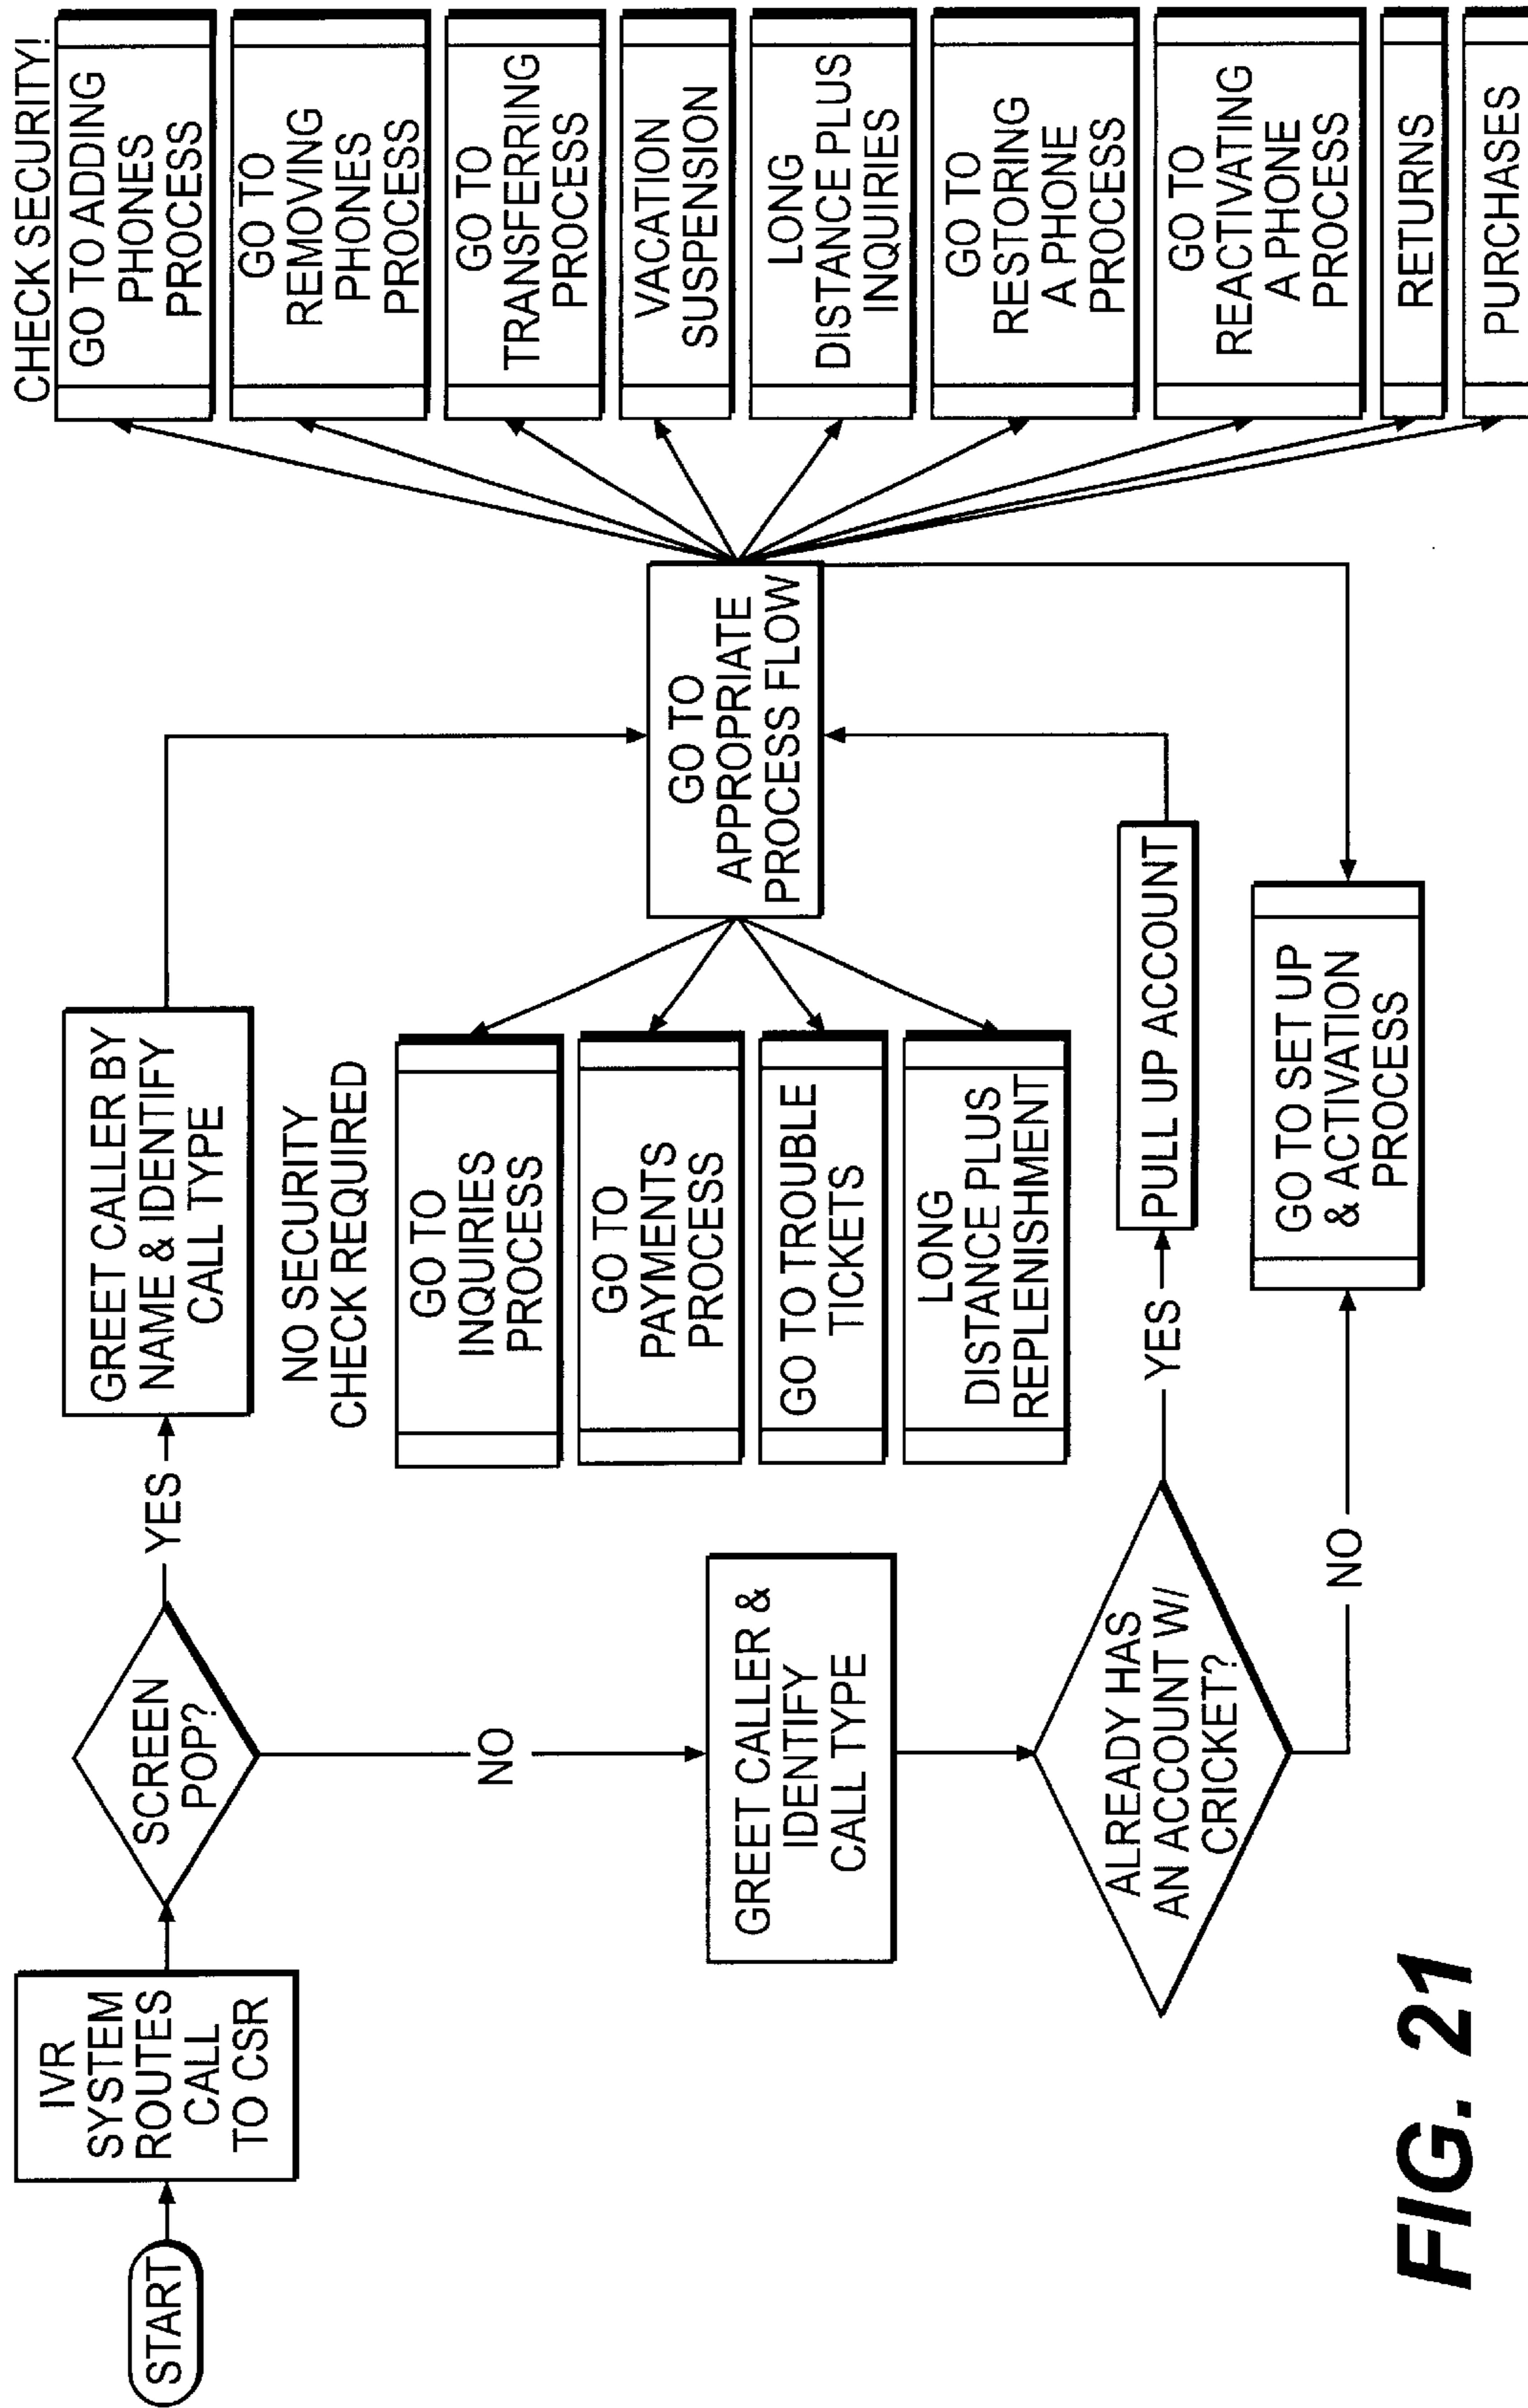 START
IVR
SYSTEM
ROUTES
CALL
TO CSR
SCREEN
POP?
YES
GREET CALLER BY
NAME & IDENTIFY
CALL TYPE
NO
GREET CALLER &
IDENTIFY
CALL TYPE
ALREADY HAS
AN ACCOUNT W/
CRICKET?
YES
PULL UP ACCOUNT
NO
GO TO SET UP
& ACTIVATION
PROCESS
NO SECURITY
CHECK REQUIRED
GO TO
INQUIRIES
PROCESS
GO TO
PAYMENTS
PROCESS
GO TO TROUBLE
TICKETS
LONG
DISTANCE PLUS
REPLENISHMENT
GO TO
APPROPRIATE
PROCESS FLOW
CHECK SECURITY!
GO TO ADDING
PHONES
PROCESS
GO TO
REMOVING
PHONES
PROCESS
GO TO
TRANSFERRING
PROCESS
VACATION
SUSPENSION
LONG
DISTANCE PLUS
INQUIRIES
GO TO
RESTORING
A PHONE
PROCESS
GO TO
REACTIVATING
A PHONE
PROCESS
RETURNS
PURCHASES
FIG. 21